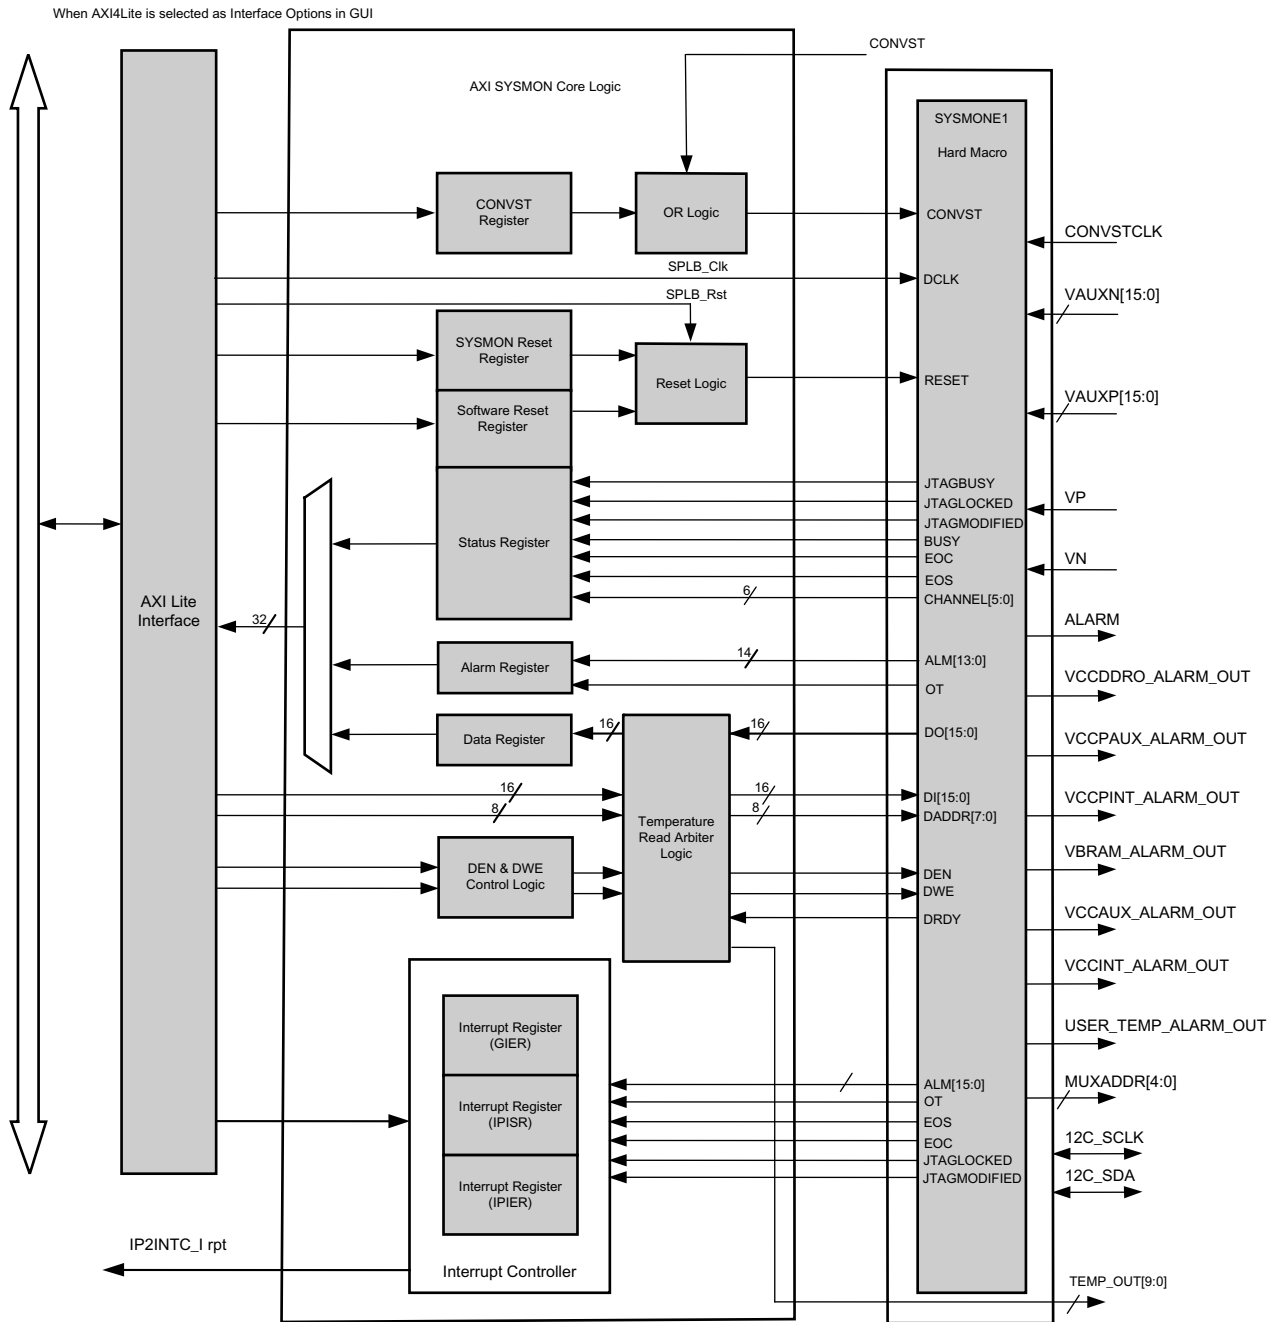 When AXI4Lite is selected as Interface Options in GUI
CONVST
AXI SYSMON Core Logic
SYSMONE1
Hard Macro
CONVST
Register
OR Logic
CONVST
CONVSTCLK
SPLB_Clk
DCLK
SPLB_Rst
VAUXN[15:0]
SYSMON Reset
Register
Reset Logic
RESET
VAUXP[15:0]
Software Reset
Register
JTAGBUSY
JTAGLOCKED
VP
JTAGMODIFIED
Status Register
BUSY
EOC
VN
EOS
6
CHANNEL[5:0]
AXI Lite
Interface
32
ALARM
Alarm Register
14
ALM[13:0]
OT
VCCDDRO_ALARM_OUT
Data Register
16
16
DO[15:0]
VCCPAUX_ALARM_OUT
16
8
Temperature
Read Arbiter
Logic
16
8
DI[15:0]
DADDR[7:0]
VCCPINT_ALARM_OUT
DEN & DWE
Control Logic
DEN
DWE
VBRAM_ALARM_OUT
DRDY
VCCAUX_ALARM_OUT
VCCINT_ALARM_OUT
Interrupt Register
(GIER)
USER_TEMP_ALARM_OUT
ALM[15:0]
MUXADDR[4:0]
OT
Interrupt Register
(IPISR)
EOS
EOC
12C_SCLK
JTAGLOCKED
JTAGMODIFIED
12C_SDA
Interrupt Register
(IPIER)
IP2INTC_I rpt
Interrupt Controller
TEMP_OUT[9:0]